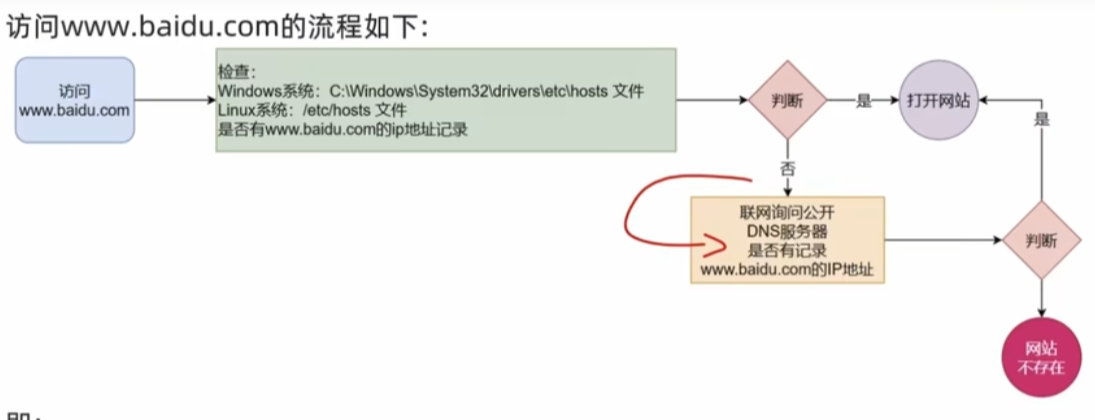 访问www.baidu.com的流程如下：
访问
www.baidu.com
检查：
Windows系统：C:\Windows\System32\drivers\etc\hosts 文件
Linux系统：/etc/hosts 文件
是否有www.baidu.com的ip地址记录
判断
是
打开网站
是
否
联网询问公开
DNS服务器
是否有记录
www.baidu.com的IP地址
判断
网站
不存在